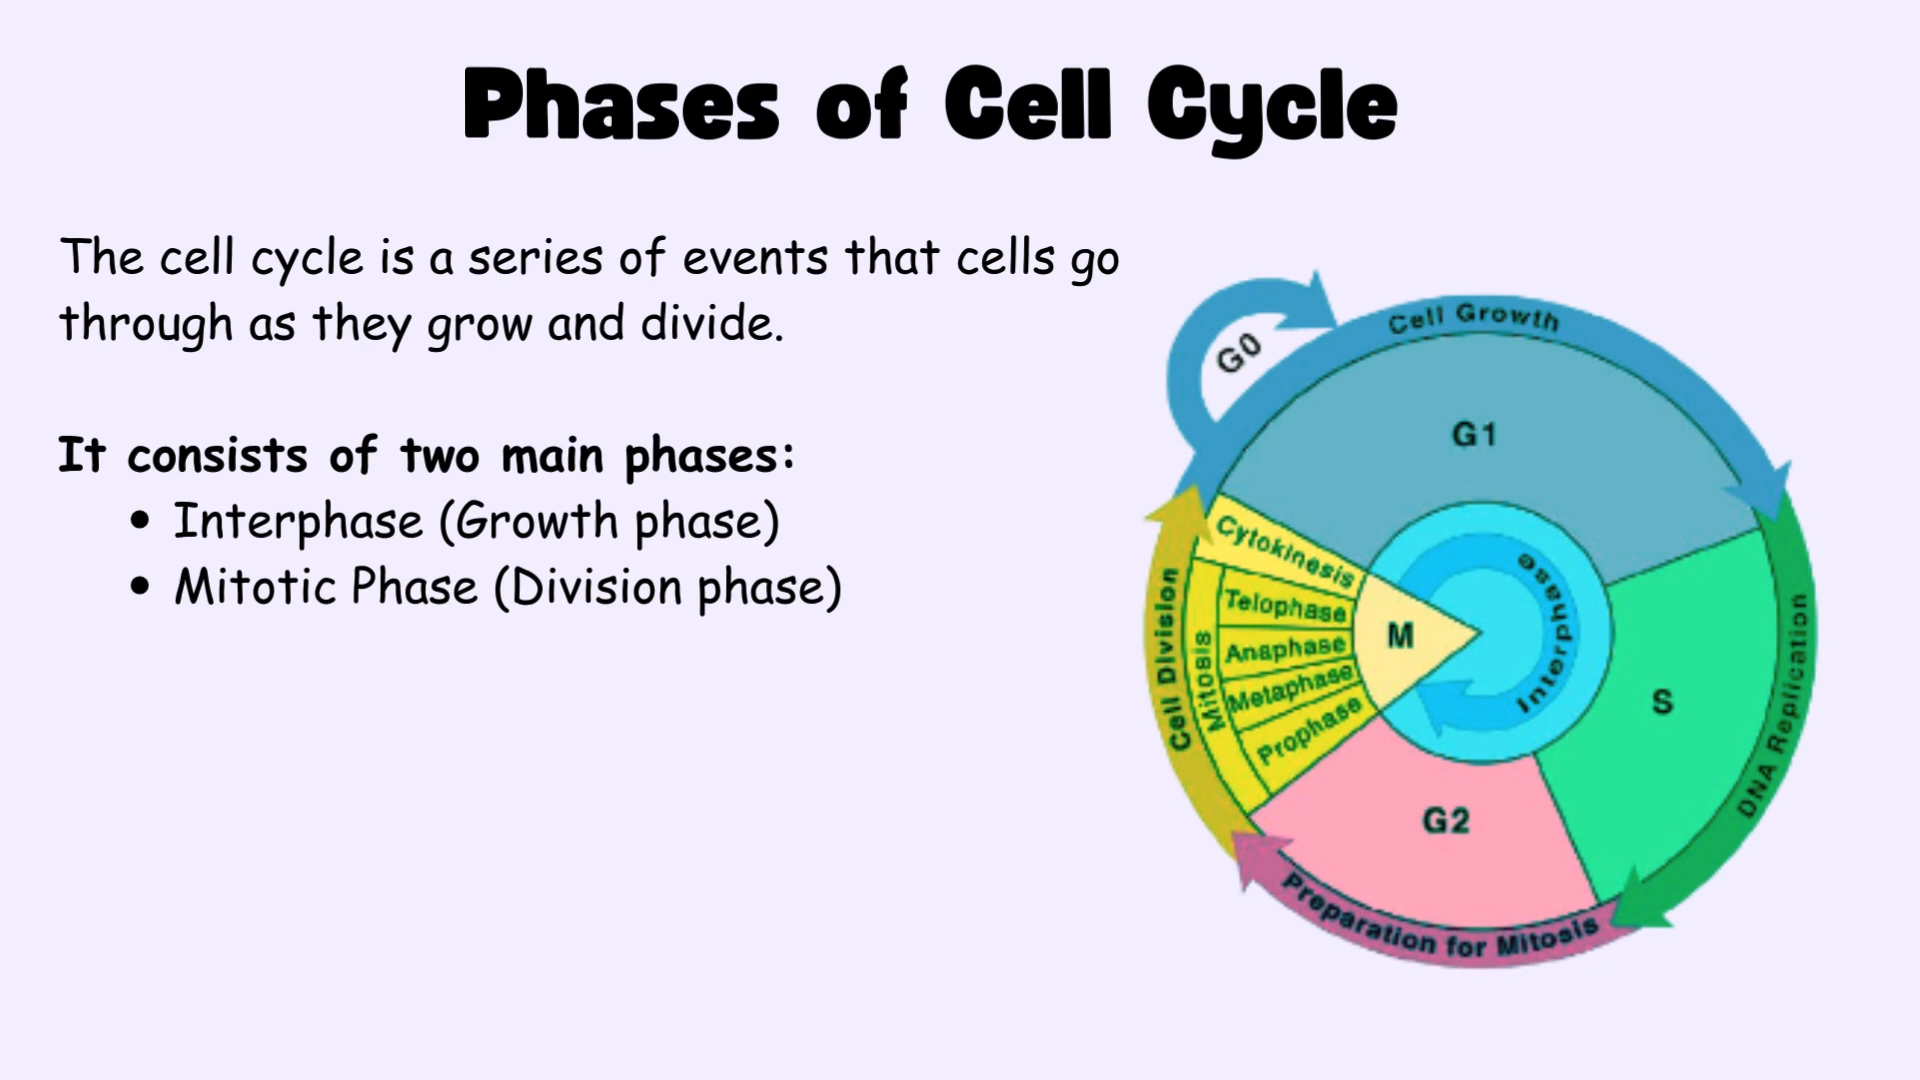 Phases of Cell Cycle
The cell cycle is a series of events that cells go
through as they grow and divide.
It consists of two main phases:
• Interphase (Growth phase)
• Mitotic Phase (Division phase)
G0
Cell Growth
G1
Cytokinesis
Telophase
Anaphase
Metaphase
Prophase
Mitosis
Cell Division
M
Interphase
S
DNA Replication
G2
Preparation for Mitosis